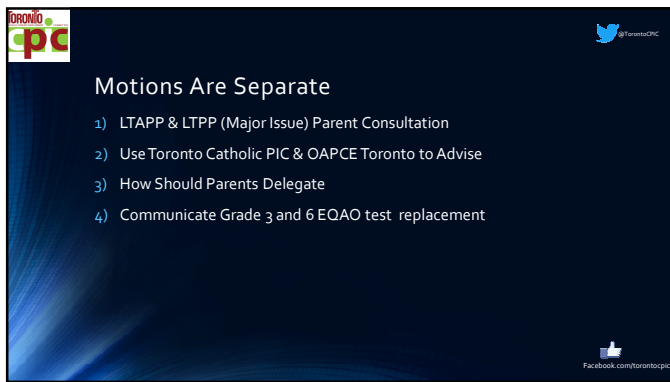 TORONTO
cpic
@TorontoCPIC
Motions Are Separate
1) LTAPP & LTPP (Major Issue) Parent Consultation
2) Use Toronto Catholic PIC & OAPCE Toronto to Advise
3) How Should Parents Delegate
4) Communicate Grade 3 and 6 EQAO test replacement
Facebook.com/torontocpic